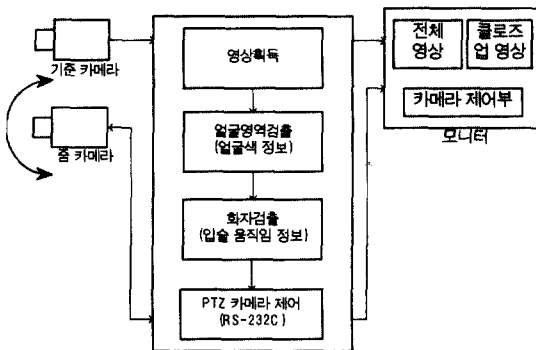 기준 카메라
줌 카메라
영상획득
얼굴영역검출
(얼굴색 정보)
화자검출
(입술 움직임 정보)
PTZ 카메라 제어
(RS-232C)
전체
영상
클로즈
업 영상
카메라 제어부
모니터